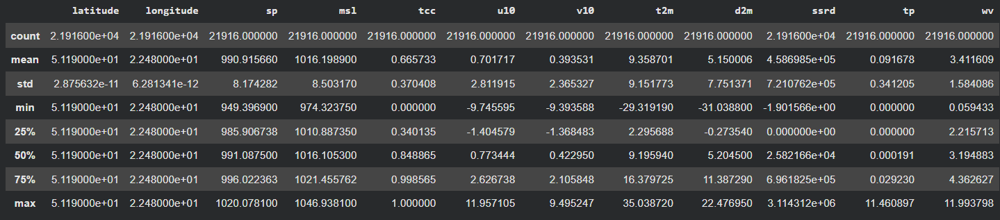 latitude longitude sp msl tcc u10 v10 t2m d2m ssrd tp wv
count 2.191600e+04 2.191600e+04 21916.000000 21916.000000 21916.000000 21916.000000 21916.000000 21916.000000 21916.000000 2.191600e+04 21916.000000 21916.000000
mean 5.119000e+01 2.248000e+01 990.915660 1016.198900 0.665733 0.701717 0.393531 9.358701 5.150006 4.586985e+05 0.091678 3.411609
std 2.875632e-11 6.281341e-12 8.174282 8.503170 0.370408 2.811915 2.365327 9.151773 7.751371 7.210762e+05 0.341205 1.584086
min 5.119000e+01 2.248000e+01 949.396900 974.323750 0.000000 -9.745595 -9.393588 -29.319190 -31.038800 -1.901566e+00 0.000000 0.059433
25% 5.119000e+01 2.248000e+01 985.906738 1010.887350 0.340135 -1.404579 -1.368483 2.295688 -0.273540 0.000000e+00 0.000000 2.215713
50% 5.119000e+01 2.248000e+01 991.087500 1016.105300 0.848865 0.773444 0.422950 9.195940 5.204500 2.582166e+04 0.000191 3.194883
75% 5.119000e+01 2.248000e+01 996.022363 1021.455762 0.998565 2.626738 2.105848 16.379725 11.387290 6.961825e+05 0.029230 4.362627
max 5.119000e+01 2.248000e+01 1020.078100 1046.938100 1.000000 11.957105 9.495247 35.038720 22.476950 3.114312e+06 11.460897 11.993798